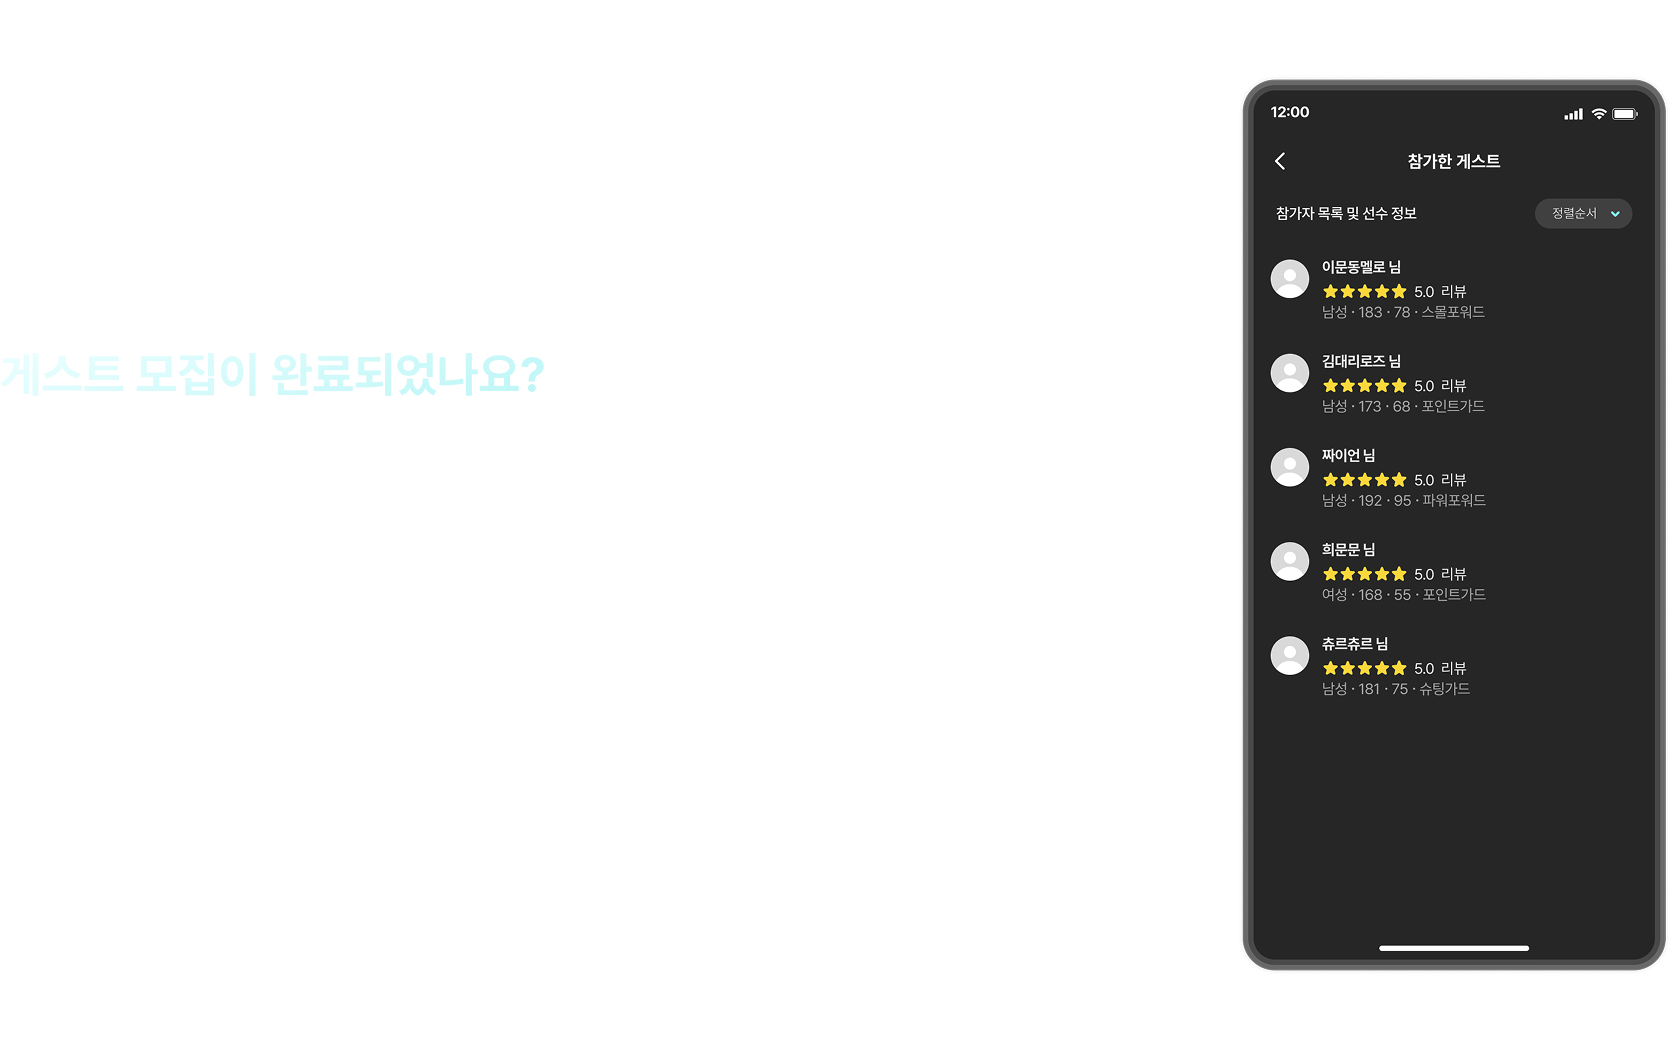 게스트 모집이 완료되었나요?
12:00
참가한 게스트
참가자 목록 및 선수 정보
정렬순서
이문동멜로 님
5.0 리뷰
남성 · 183 · 78 · 스몰포워드
김대리로즈 님
5.0 리뷰
남성 · 173 · 68 · 포인트가드
짜이언 님
5.0 리뷰
남성 · 192 · 95 · 파워포워드
희문문 님
5.0 리뷰
여성 · 168 · 55 · 포인트가드
츄르츄르 님
5.0 리뷰
남성 · 181 · 75 · 슈팅가드